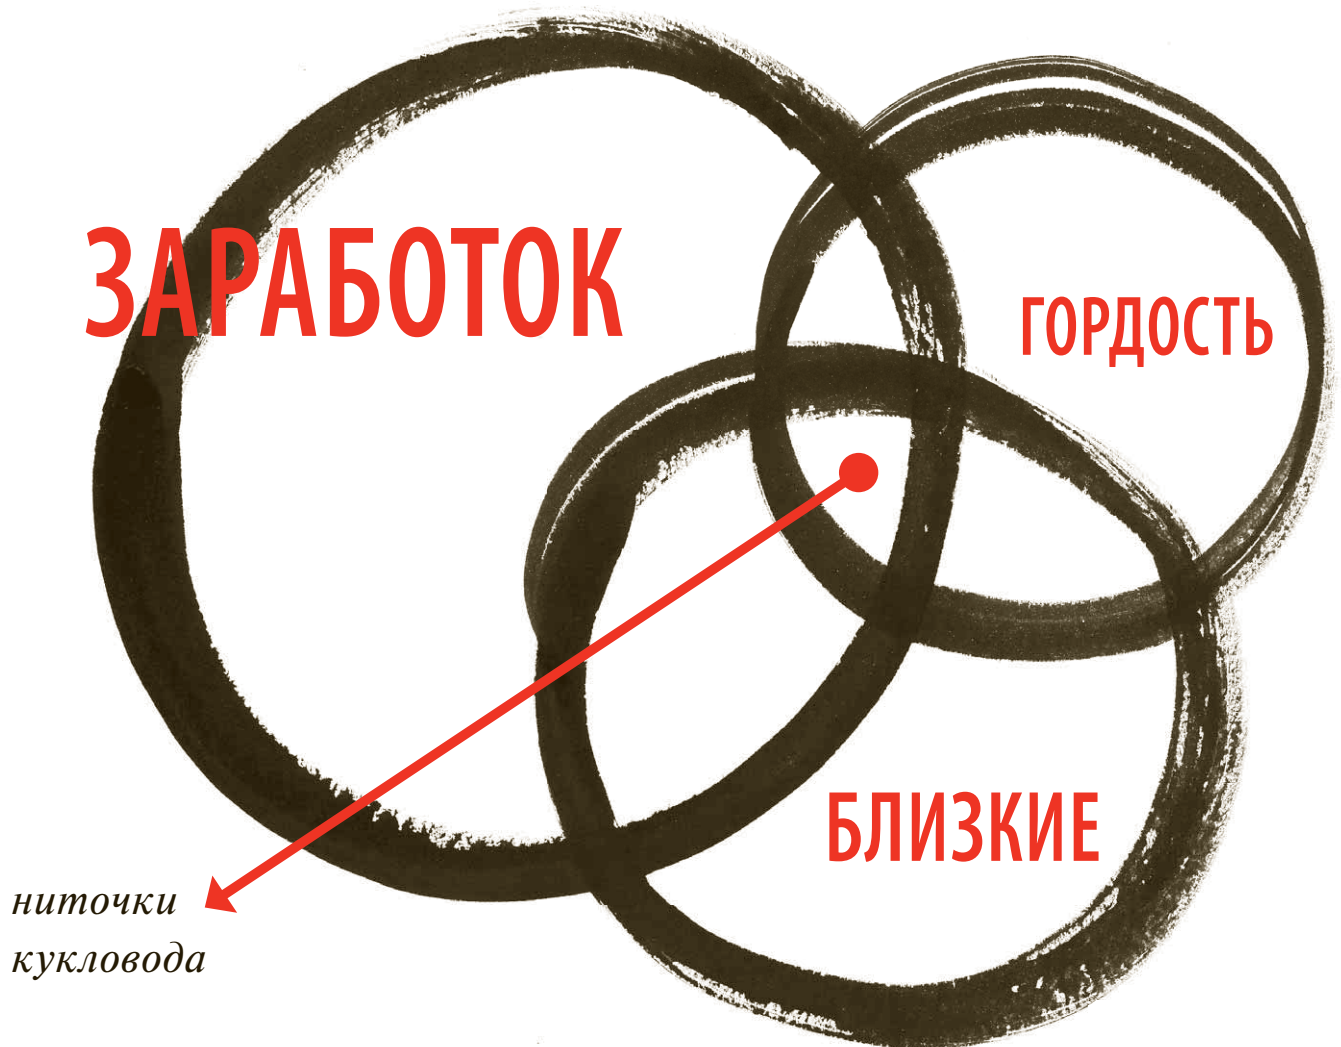 ЗАРАБОТОК
ГОРДОСТЬ
БЛИЗКИЕ
ниточки
кукловода